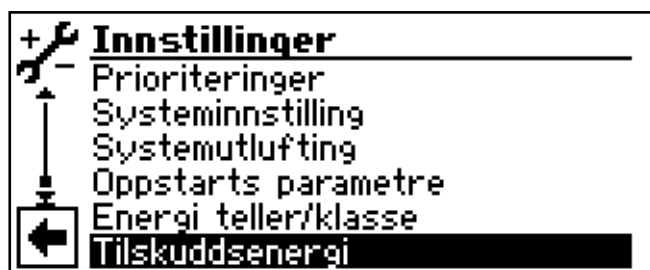 Innstillinger
Prioriteringer
Systeminnstilling
Systemutlufting
Oppstarts parametre
Energi teller/klasse
Tilskuddsenergi